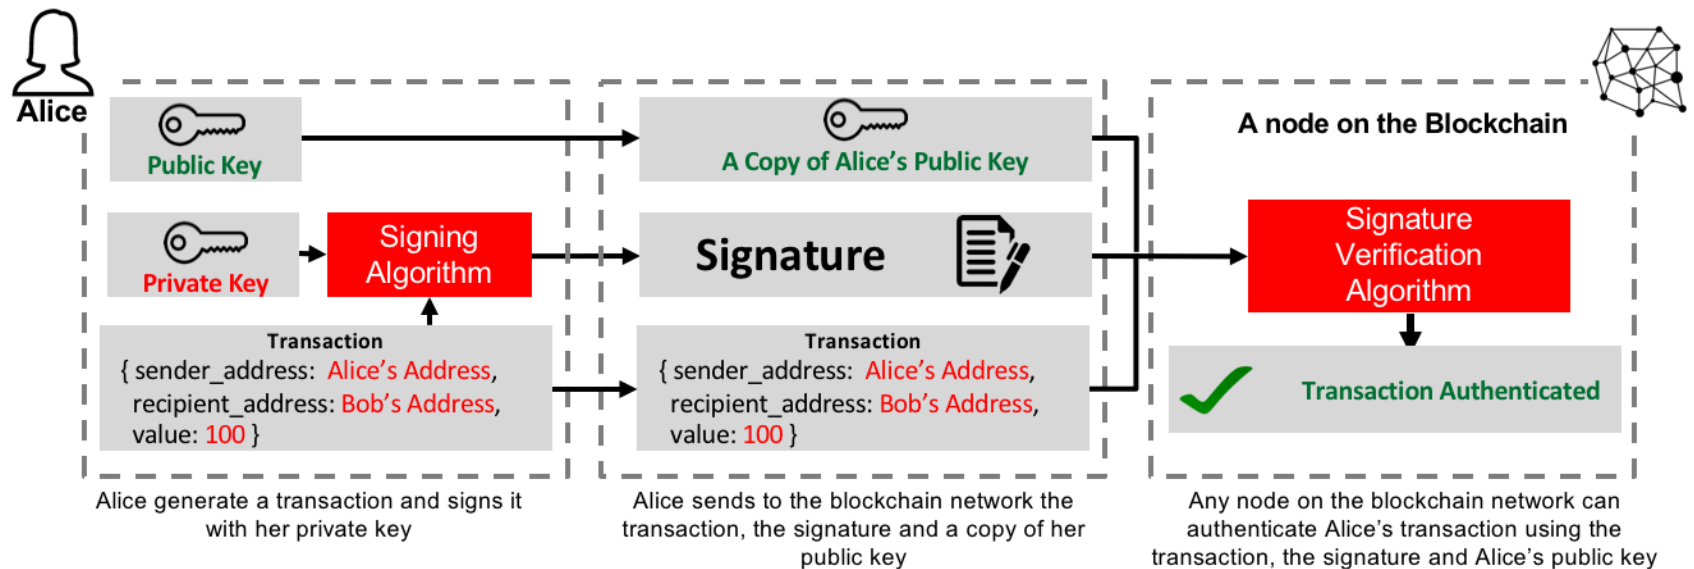 Alice
Public Key
Private Key
Signing
Algorithm
Transaction
{ sender_address: Alice's Address,
recipient_address: Bob's Address,
value: 100 }
Alice generate a transaction and signs it
with her private key
A Copy of Alice's Public Key
Signature
Transaction
{ sender_address: Alice's Address,
recipient_address: Bob's Address,
value: 100 }
Alice sends to the blockchain network the
transaction, the signature and a copy of her
public key
A node on the Blockchain
Signature
Verification
Algorithm
Transaction Authenticated
Any node on the blockchain network can
authenticate Alice's transaction using the
transaction, the signature and Alice's public key